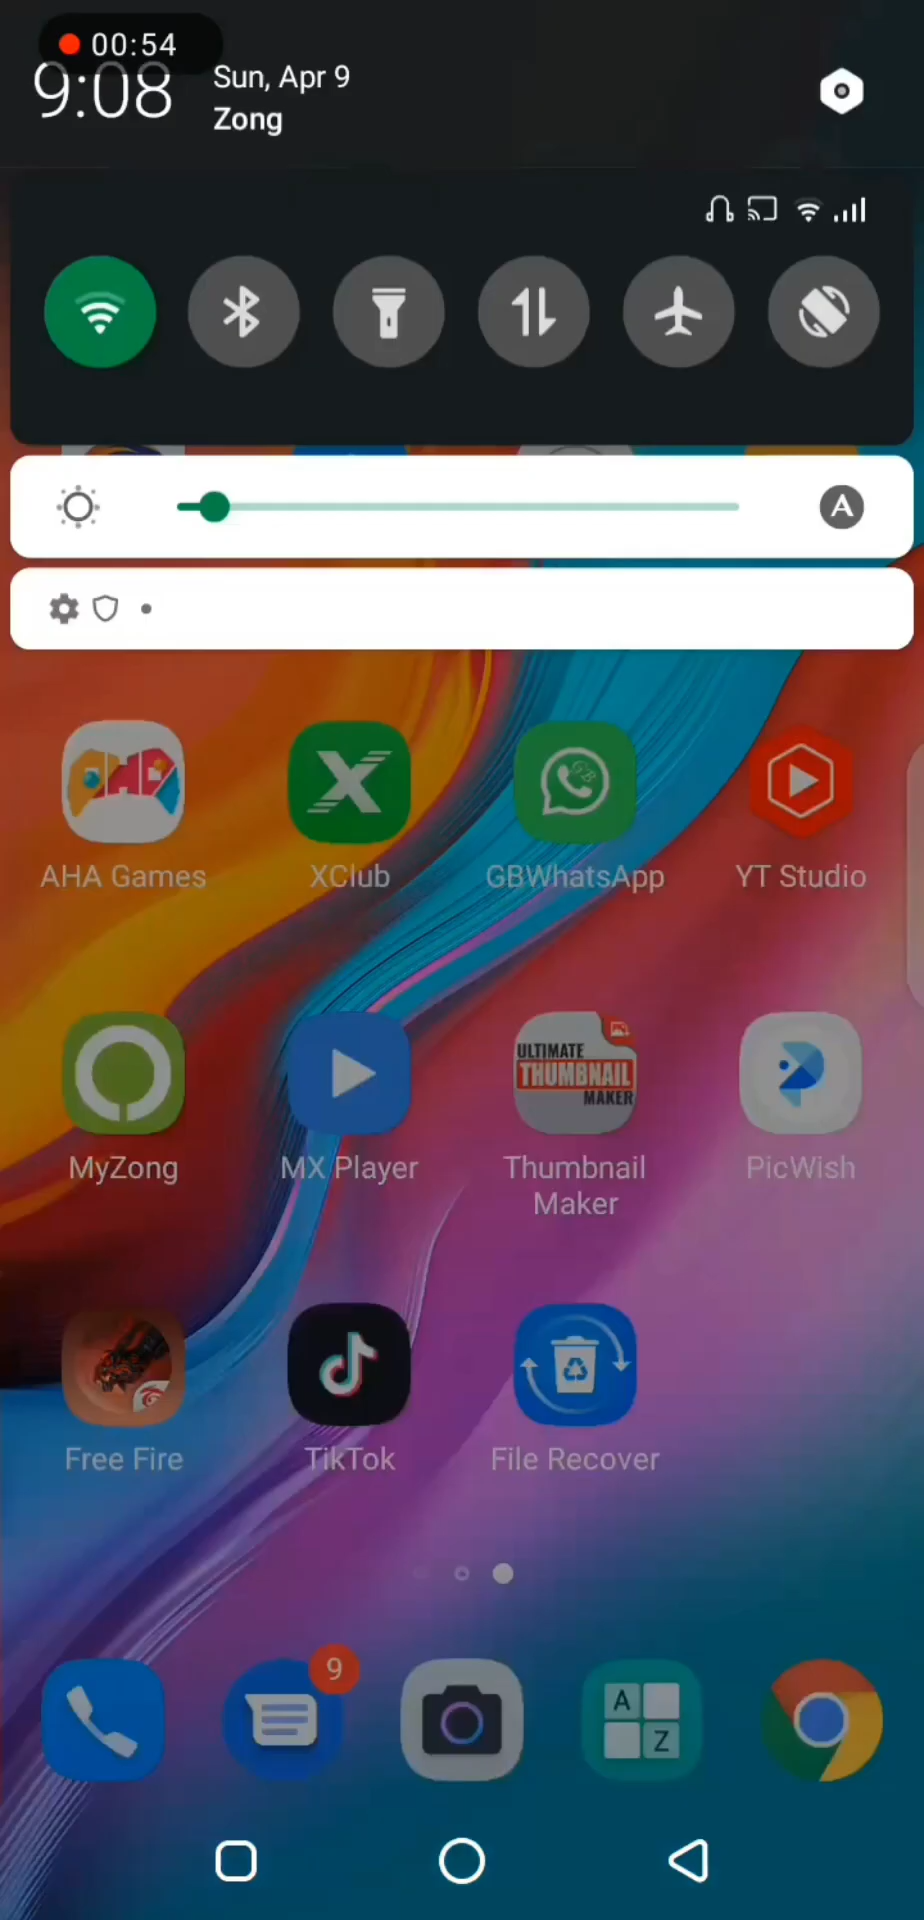 00:54
9:08
Sun, Apr 9
Zong
A
AHA Games
X
XClub
GB
GBWhatsApp
YT Studio
MyZong
MX Player
ULTIMATE
THUMBNAIL
MAKER
Thumbnail
Maker
PicWish
Free Fire
TikTok
File Recover
9
A
Z